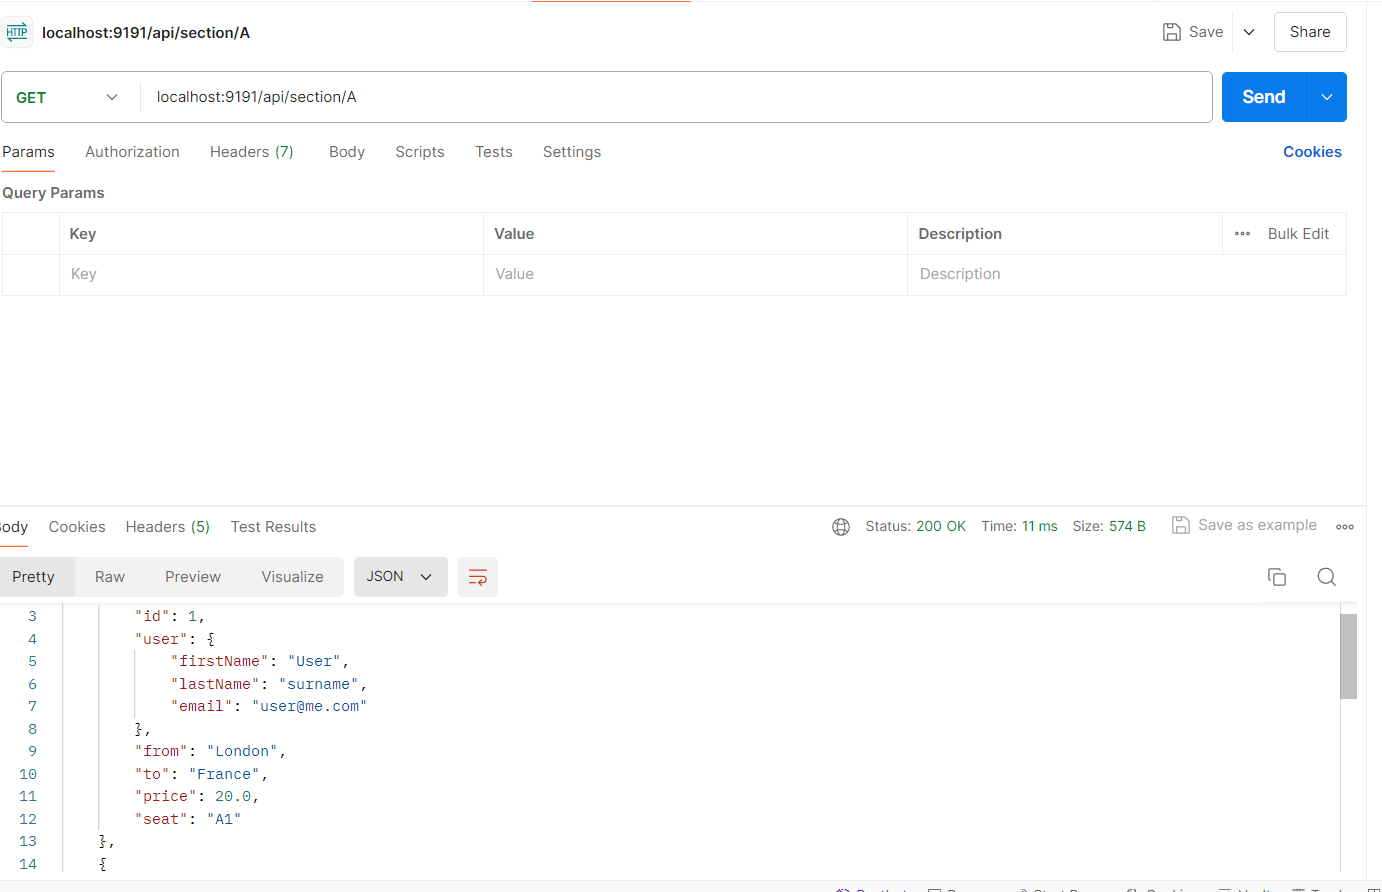 HTTP localhost:9191/api/section/A Save Share
GET localhost:9191/api/section/A Send
Params Authorization Headers (7) Body Scripts Tests Settings Cookies
Query Params
Key Value Description Bulk Edit
Key Value Description
ody Cookies Headers (5) Test Results Status: 200 OK Time: 11 ms Size: 574 B Save as example
Pretty Raw Preview Visualize JSON
3 "id": 1,
4 "user": {
5 "firstName": "User",
6 "lastName": "surname",
7 "email": "user@me.com"
8 },
9 "from": "London",
10 "to": "France",
11 "price": 20.0,
12 "seat": "A1"
13 },
14 {